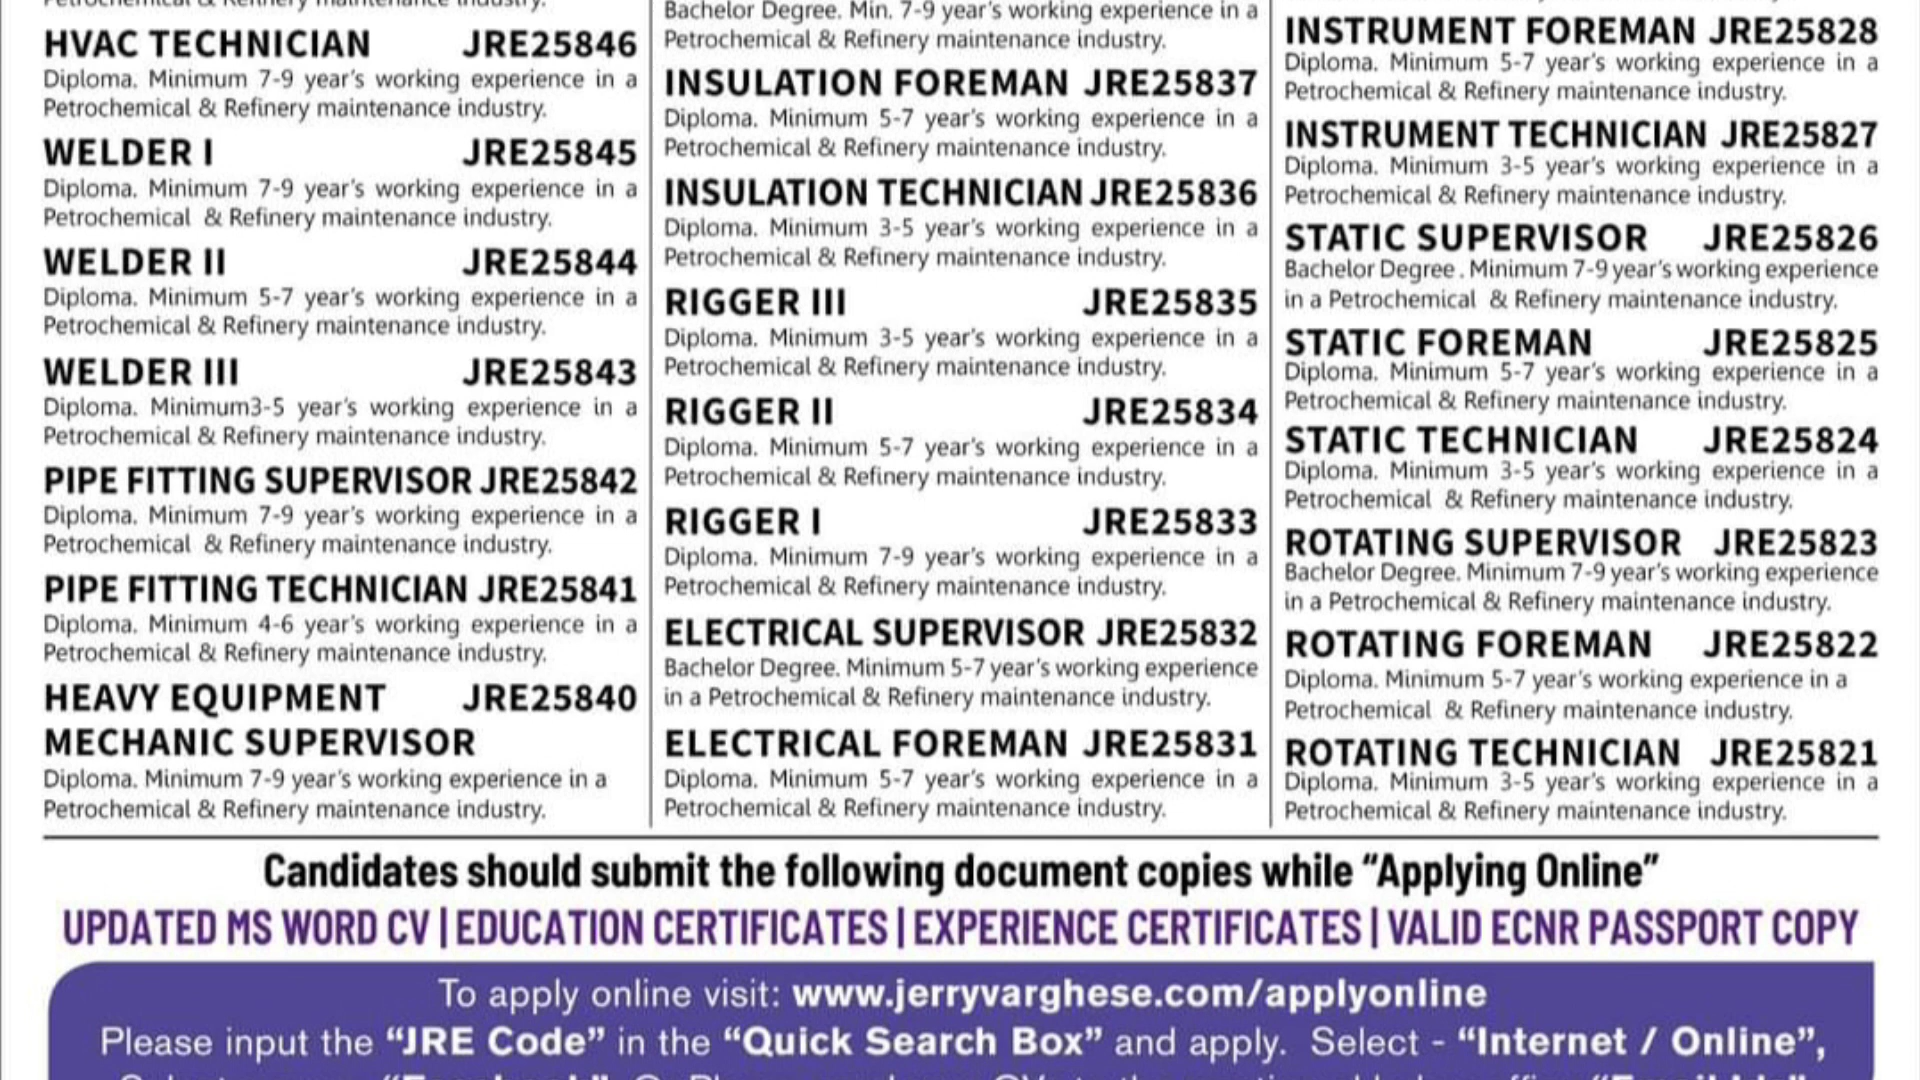 HVAC TECHNICIAN JRE25846
Diploma. Minimum 7-9 year's working experience in a
Petrochemical & Refinery maintenance industry.
WELDER I JRE25845
Diploma. Minimum 7-9 year's working experience in a
Petrochemical & Refinery maintenance industry.
WELDER II JRE25844
Diploma. Minimum 5-7 year's working experience in a
Petrochemical & Refinery maintenance industry.
WELDER III JRE25843
Diploma. Minimum3-5 year's working experience in a
Petrochemical & Refinery maintenance industry.
PIPE FITTING SUPERVISOR JRE25842
Diploma. Minimum 7-9 year's working experience in a
Petrochemical & Refinery maintenance industry.
PIPE FITTING TECHNICIAN JRE25841
Diploma. Minimum 4-6 year's working experience in a
Petrochemical & Refinery maintenance industry.
HEAVY EQUIPMENT JRE25840
MECHANIC SUPERVISOR
Diploma. Minimum 7-9 year's working experience in a
Petrochemical & Refinery maintenance industry.
Bachelor Degree. Min. 7-9 year's working experience in a
Petrochemical & Refinery maintenance industry.
INSULATION FOREMAN JRE25837
Diploma. Minimum 5-7 year's working experience in a
Petrochemical & Refinery maintenance industry.
INSULATION TECHNICIAN JRE25836
Diploma. Minimum 3-5 year's working experience in a
Petrochemical & Refinery maintenance industry.
RIGGER III JRE25835
Diploma. Minimum 3-5 year's working experience in a
Petrochemical & Refinery maintenance industry.
RIGGER II JRE25834
Diploma. Minimum 5-7 year's working experience in a
Petrochemical & Refinery maintenance industry.
RIGGER I JRE25833
Diploma. Minimum 7-9 year's working experience in a
Petrochemical & Refinery maintenance industry.
ELECTRICAL SUPERVISOR JRE25832
Bachelor Degree. Minimum 5-7 year's working experience
in a Petrochemical & Refinery maintenance industry.
ELECTRICAL FOREMAN JRE25831
Diploma. Minimum 5-7 year's working experience in a
Petrochemical & Refinery maintenance industry.
INSTRUMENT FOREMAN JRE25828
Diploma. Minimum 5-7 year's working experience in a
Petrochemical & Refinery maintenance industry.
INSTRUMENT TECHNICIAN JRE25827
Diploma. Minimum 3-5 year's working experience in a
Petrochemical & Refinery maintenance industry.
STATIC SUPERVISOR JRE25826
Bachelor Degree . Minimum 7-9 year's working experience
in a Petrochemical & Refinery maintenance industry.
STATIC FOREMAN JRE25825
Diploma. Minimum 5-7 year's working experience in a
Petrochemical & Refinery maintenance industry.
STATIC TECHNICIAN JRE25824
Diploma. Minimum 3-5 year's working experience in a
Petrochemical & Refinery maintenance industry.
ROTATING SUPERVISOR JRE25823
Bachelor Degree. Minimum 7-9 year's working experience
in a Petrochemical & Refinery maintenance industry.
ROTATING FOREMAN JRE25822
Diploma. Minimum 5-7 year's working experience in a
Petrochemical & Refinery maintenance industry.
ROTATING TECHNICIAN JRE25821
Diploma. Minimum 3-5 year's working experience in a
Petrochemical & Refinery maintenance industry.
Candidates should submit the following document copies while “Applying Online”
UPDATED MS WORD CV | EDUCATION CERTIFICATES | EXPERIENCE CERTIFICATES | VALID ECNR PASSPORT COPY
To apply online visit: www.jerryvarghese.com/applyonline
Please input the “JRE Code” in the “Quick Search Box” and apply. Select - “Internet / Online”,